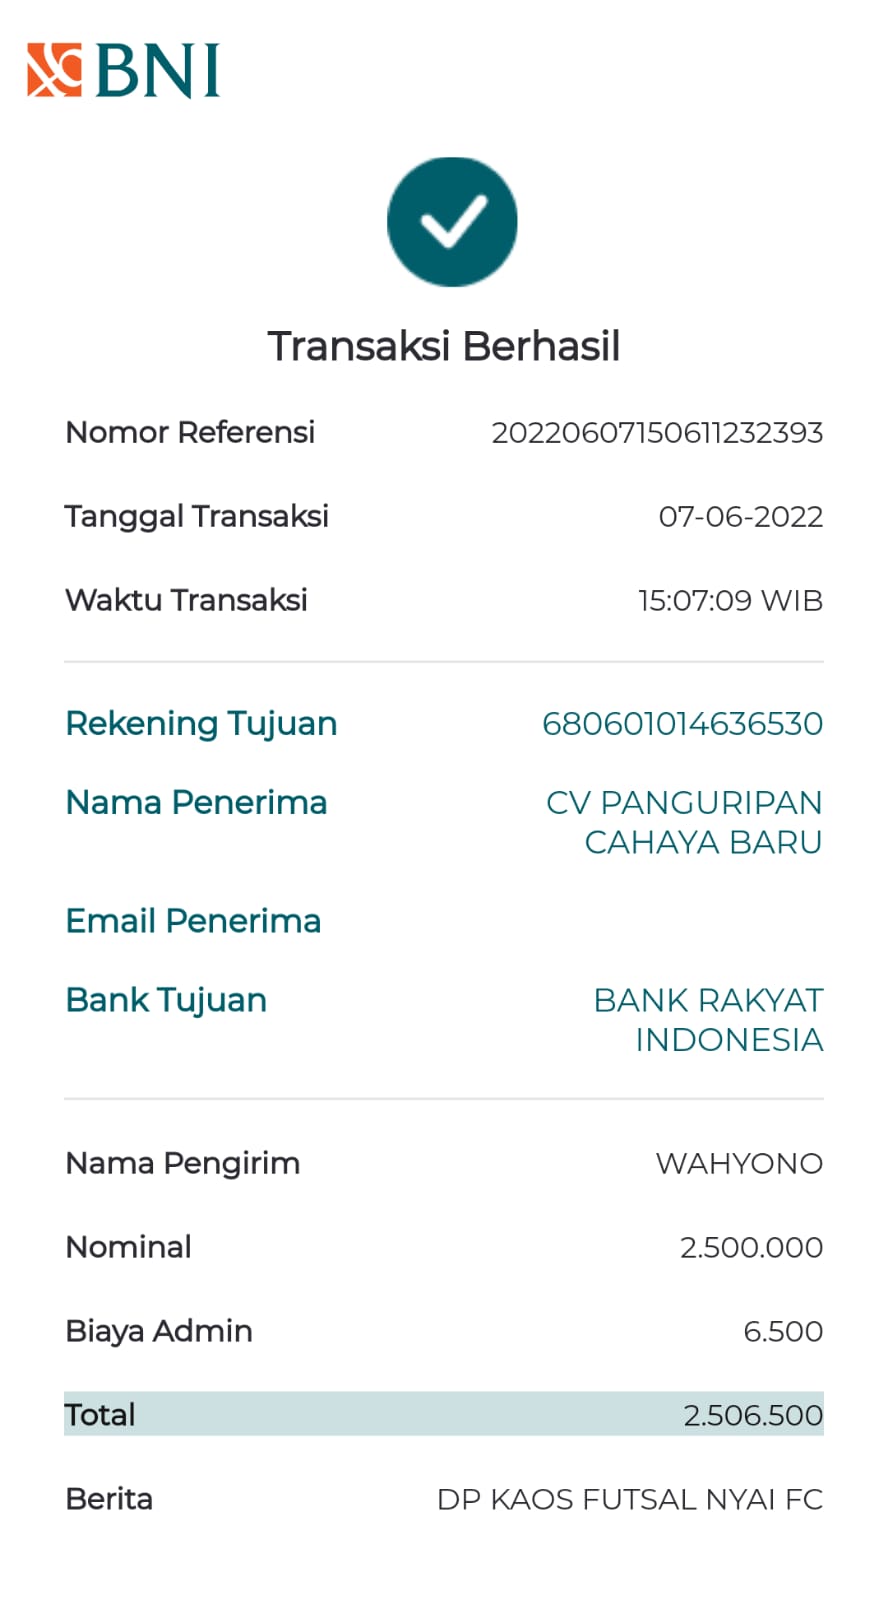 BNI
Transaksi Berhasil
Nomor Referensi 20220607150611232393
Tanggal Transaksi 07-06-2022
Waktu Transaksi 15:07:09 WIB
Rekening Tujuan 680601014636530
Nama Penerima CV PANGURIPAN
CAHAYA BARU
Email Penerima
Bank Tujuan BANK RAKYAT
INDONESIA
Nama Pengirim WAHYONO
Nominal 2.500.000
Biaya Admin 6.500
Total 2.506.500
Berita DP KAOS FUTSAL NYAI FC